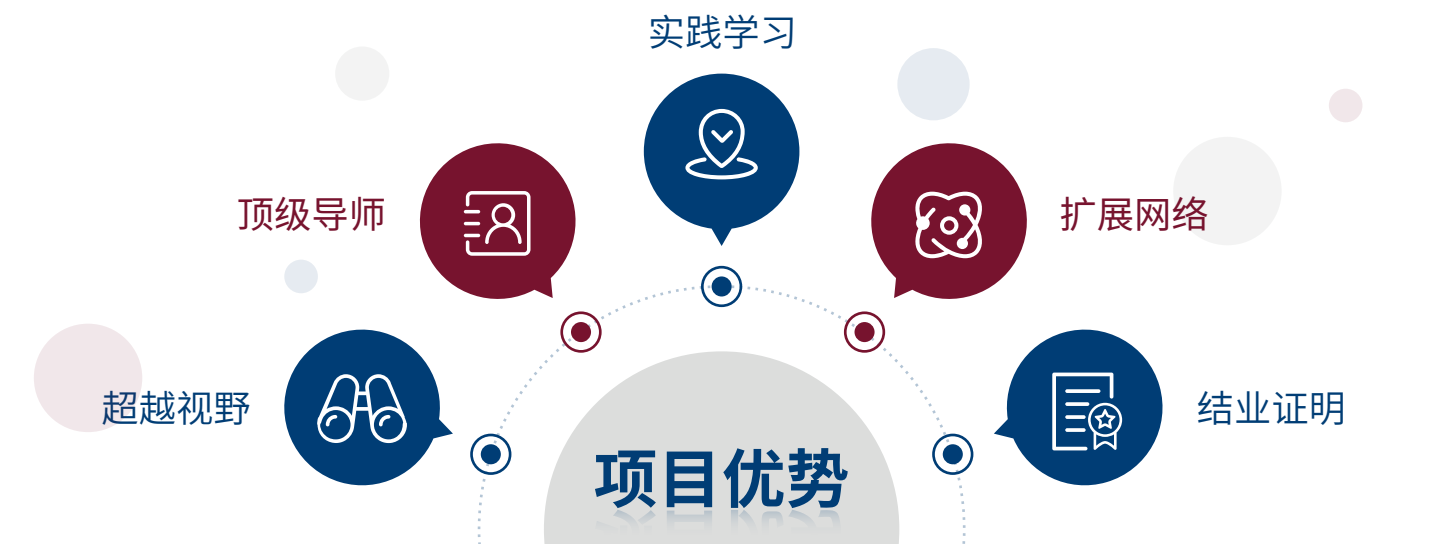 实践学习
顶级导师
扩展网络
超越视野
结业证明
项目优势